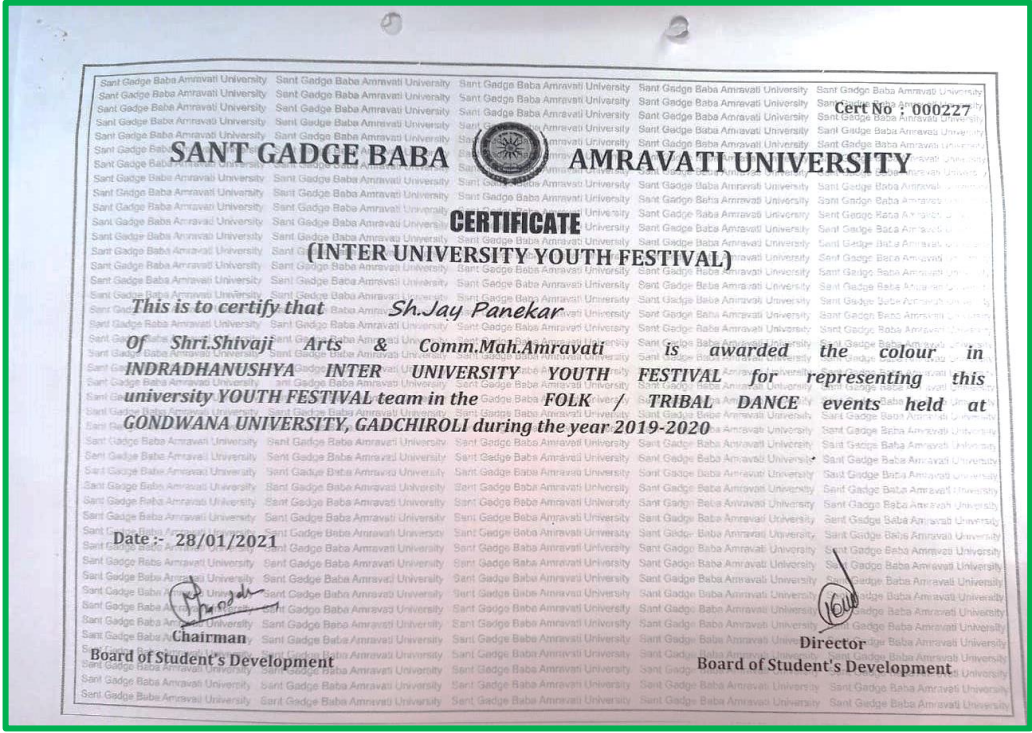 Cert No : 000227
SANT GADGE BABA AMRAVATI UNIVERSITY
CERTIFICATE
(INTER UNIVERSITY YOUTH FESTIVAL)
This is to certify that Sh.Jay Panekar
Of Shri.Shivaji Arts & Comm.Mah.Amravati is awarded the colour in
INDRADHANUSHYA INTER UNIVERSITY YOUTH FESTIVAL for representing this
university YOUTH FESTIVAL team in the FOLK / TRIBAL DANCE events held at
GONDWANA UNIVERSITY, GADCHIROLI during the year 2019-2020
Date :- 28/01/2021
Chairman
Board of Student's Development
Director
Board of Student's Development